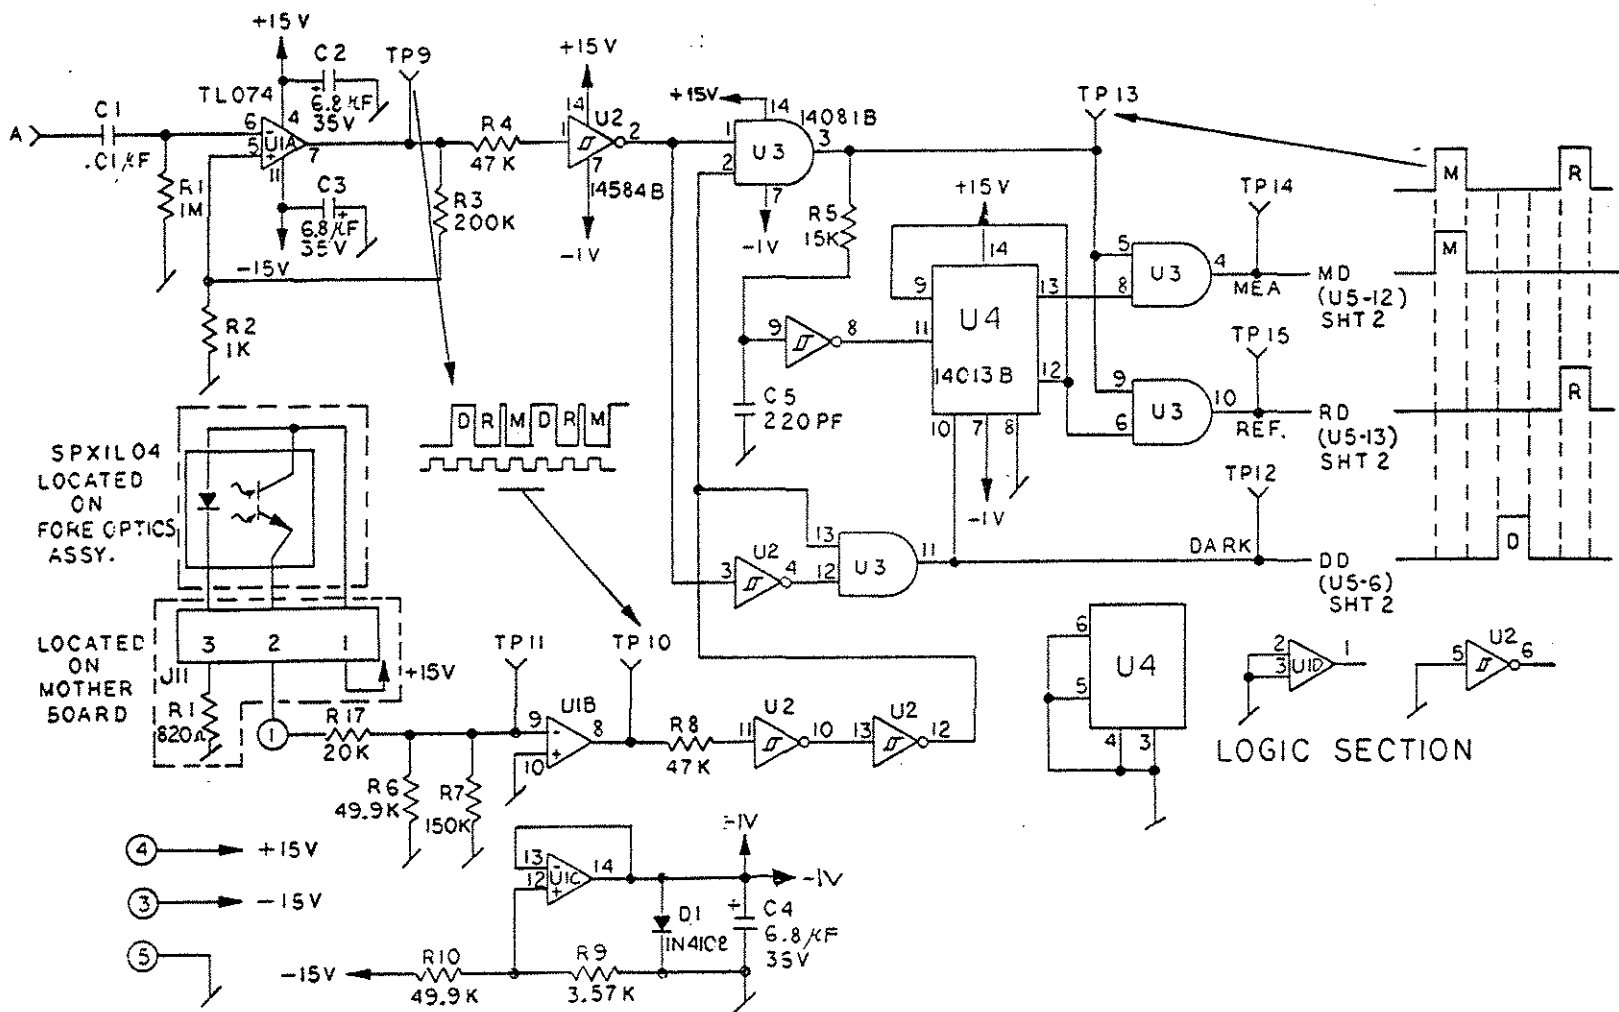 +15V
C2
6.8µF
35V
TP9
TL074
4
C1
A
.C1µF
6
-
U1A
5
+
7
11
R1
1M
C3
+
6.8µF
35V
-15V
R2
1K
R3
200K
R4
47K
+15V
14
U2
1
2
7
14584B
-1V
+15V
14
14081B
1
2
U3
3
7
-1V
R5
15K
TP13
+15V
14
9
13
U4
11
14013B
12
10
7
8
-1V
9
8
C5
220PF
5
8
U3
4
TP14
MEA
MD
(U5-12)
SHT 2
9
6
U3
10
TP15
REF.
RD
(U5-13)
SHT 2
TP12
DARK
DD
(U5-6)
SHT 2
M
R
M
R
D
D R M D R M
SPX1L04
LOCATED
ON
FORE OPTICS
ASSY.
LOCATED
ON
MOTHER
BOARD
3 2 1
J11
+15V
R1
820Ω
1
R17
20K
TP11
TP10
R6
49.9K
R7
150K
U1B
9
-
10
+
8
R8
47K
U2
11
10
U2
13
12
3
U2
4
13
12
U3
11
6
5
U4
4
3
2
3
U1D
1
5
U2
6
LOGIC SECTION
4
+15V
3
-15V
5
13
-
12
+
U1C
14
-1V
-1V
D1
1N4102
+
C4
6.8µF
35V
-15V
R10
49.9K
R9
3.57K